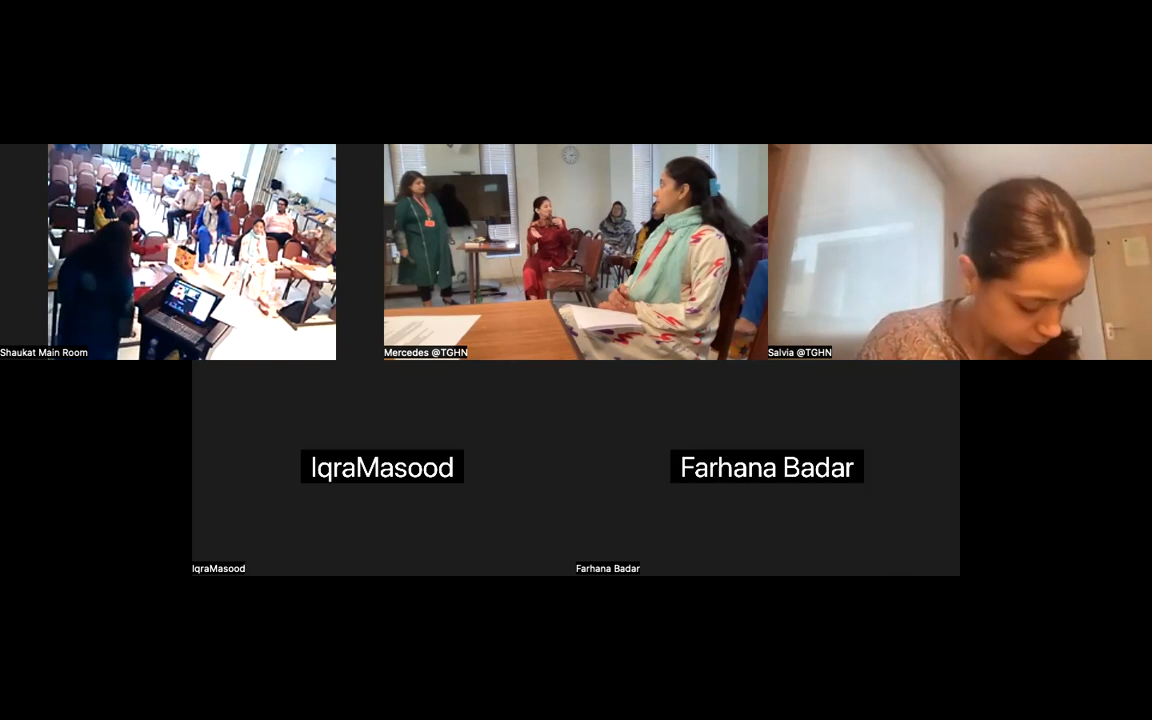 Shaukat Main Room
Mercedes @TGHN
Salvia @TGHN
IqraMasood
Farhana Badar
IqraMasood
Farhana Badar